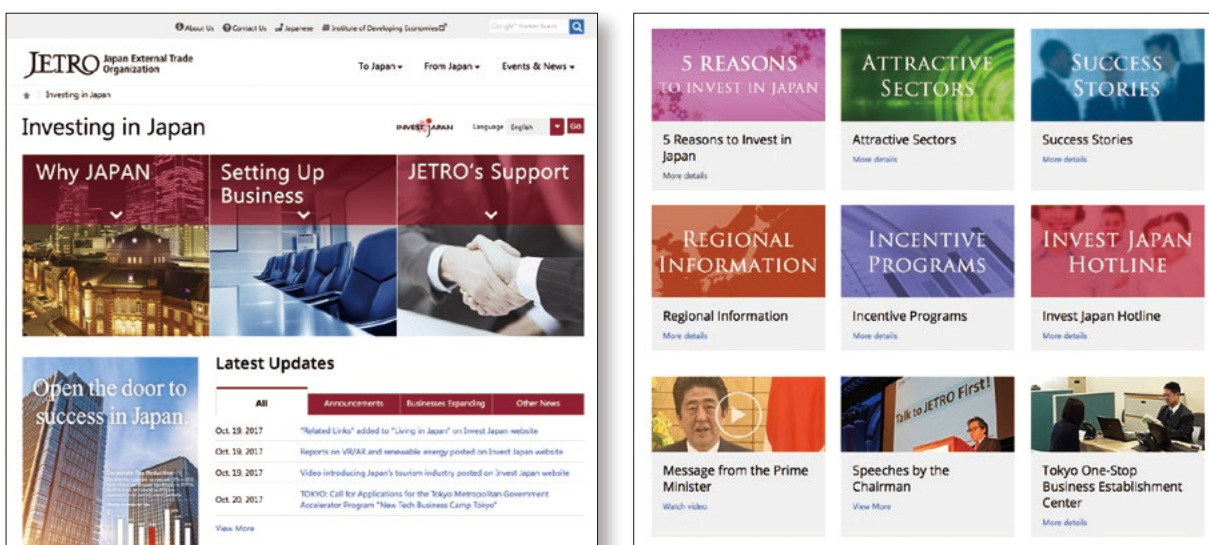 About Us Contact Us Japanese Institute of Developing Economies
Google™ Custom Search
JETRO Japan External Trade
Organization
To Japan From Japan Events & News
Investing in Japan
Investing in Japan
INVEST JAPAN Language English Go
Why JAPAN
Setting Up
Business
JETRO's Support
Open the door to
success in Japan.
Corporate Tax Reduction
Latest Updates
All Announcements Businesses Expanding Other News
Oct. 19, 2017 "Related Links" added to "Living in Japan" on Invest Japan website
Oct. 19, 2017 Reports on VR/AR and renewable energy posted on Invest Japan website
Oct. 19, 2017 Video introducing Japan's tourism industry posted on Invest Japan website
Oct. 20, 2017 TOKYO: Call for Applications for the Tokyo Metropolitan Government
Accelerator Program "New Tech Business Camp Tokyo"
View More
5 REASONS
TO INVEST IN JAPAN
5 Reasons to Invest in
Japan
More details
ATTRACTIVE
SECTORS
Attractive Sectors
More details
SUCCESS
STORIES
Success Stories
More details
REGIONAL
INFORMATION
Regional Information
More details
INCENTIVE
PROGRAMS
Incentive Programs
More details
INVEST JAPAN
HOTLINE
Invest Japan Hotline
More details
Message from the Prime
Minister
Watch video
Talk to JETRO First!
Speeches by the
Chairman
View More
Tokyo One-Stop
Business Establishment
Center
More details